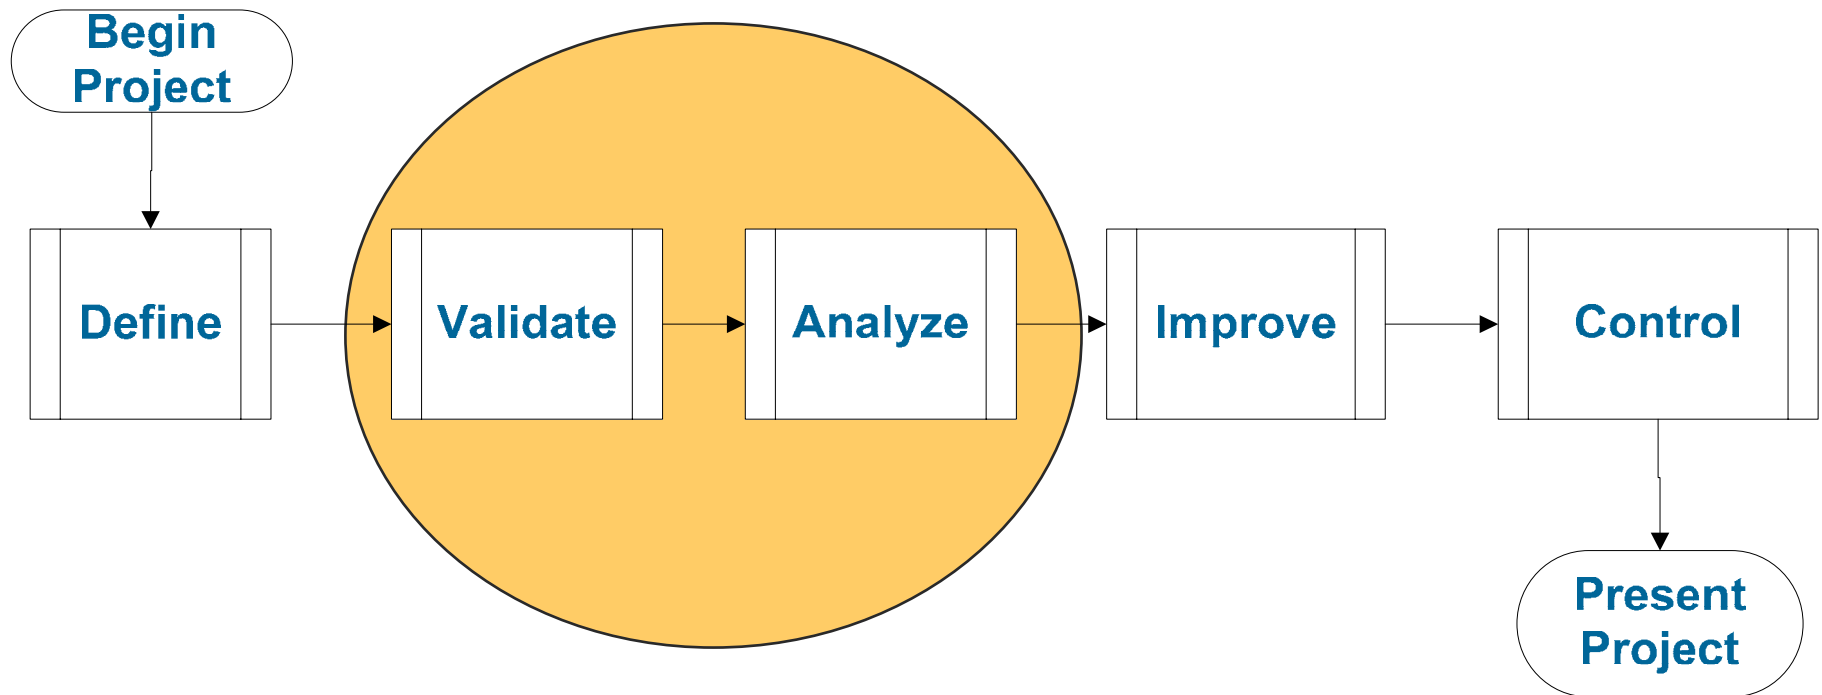 Begin
Project
Define
Validate
Analyze
Improve
Control
Present
Project